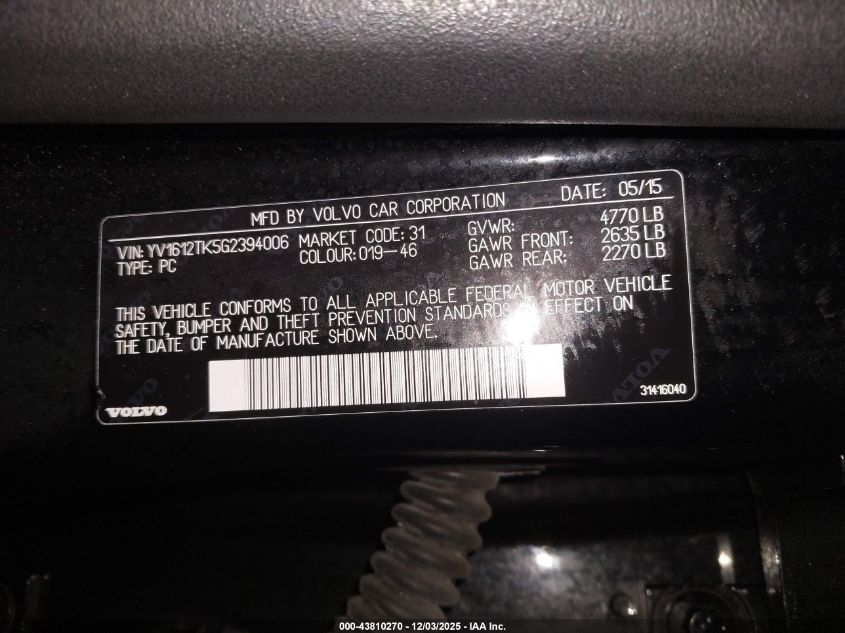 MFD BY VOLVO CAR CORPORATION DATE: 05/15
VIN: YV1612TK5G2394006 MARKET CODE: 31 GVWR: 4770 LB
TYPE: PC COLOUR: 019-46 GAWR FRONT: 2635 LB
GAWR REAR: 2270 LB
THIS VEHICLE CONFORMS TO ALL APPLICABLE FEDERAL MOTOR VEHICLE
SAFETY, BUMPER AND THEFT PREVENTION STANDARDS IN EFFECT ON
THE DATE OF MANUFACTURE SHOWN ABOVE.
VOLVO
31416040
000-43810270 - 12/03/2025 - IAA Inc.